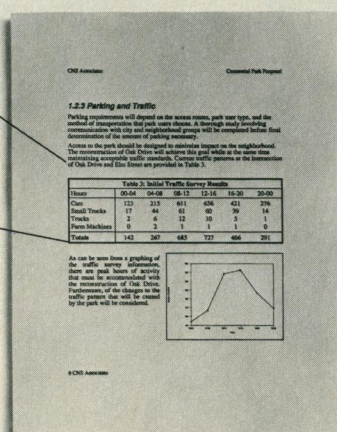 CNS Associates Centennial Park Proposal
1.2.3 Parking and Traffic
Parking requirements will depend on the access routes, park user type, and the
method of transportation that park users choose. A thorough study involving
communication with city and neighborhood groups will be completed before final
determination of the amount of parking necessary.
Access to the park should be designed to minimize impact on the neighborhood.
The reconstruction of Oak Drive will achieve this goal while at the same time
maintaining acceptable traffic standards. Current traffic patterns at the intersection
of Oak Drive and Elm Street are provided in Table 3.
Table 3: Initial Traffic Survey Results
Hours 00-04 04-08 08-12 12-16 16-20 20-00
Cars 123 215 611 656 421 276
Small Trucks 17 44 61 60 39 14
Trucks 2 6 12 10 5 1
Farm Machines 0 2 1 1 1 0
Totals 142 267 685 727 466 291
As can be seen from a graphing of
the traffic survey information,
there are peak hours of activity
that must be accommodated with
the reconstruction of Oak Drive.
Furthermore, of the changes to the
traffic pattern that will be created
by the park will be considered.
6 CNS Associates